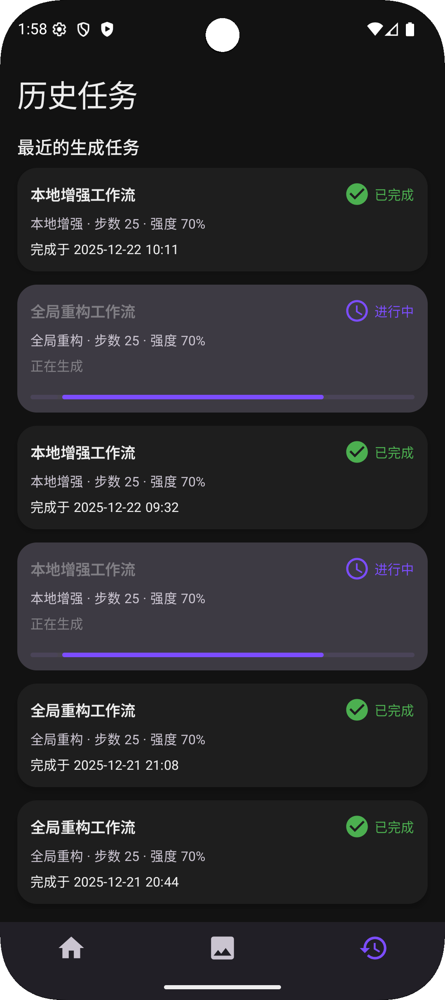 1:58
历史任务
最近的生成任务
本地增强工作流 已完成
本地增强 · 步数 25 · 强度 70%
完成于 2025-12-22 10:11
全局重构工作流 进行中
全局重构 · 步数 25 · 强度 70%
正在生成
本地增强工作流 已完成
本地增强 · 步数 25 · 强度 70%
完成于 2025-12-22 09:32
本地增强工作流 进行中
本地增强 · 步数 25 · 强度 70%
正在生成
全局重构工作流 已完成
全局重构 · 步数 25 · 强度 70%
完成于 2025-12-21 21:08
全局重构工作流 已完成
全局重构 · 步数 25 · 强度 70%
完成于 2025-12-21 20:44